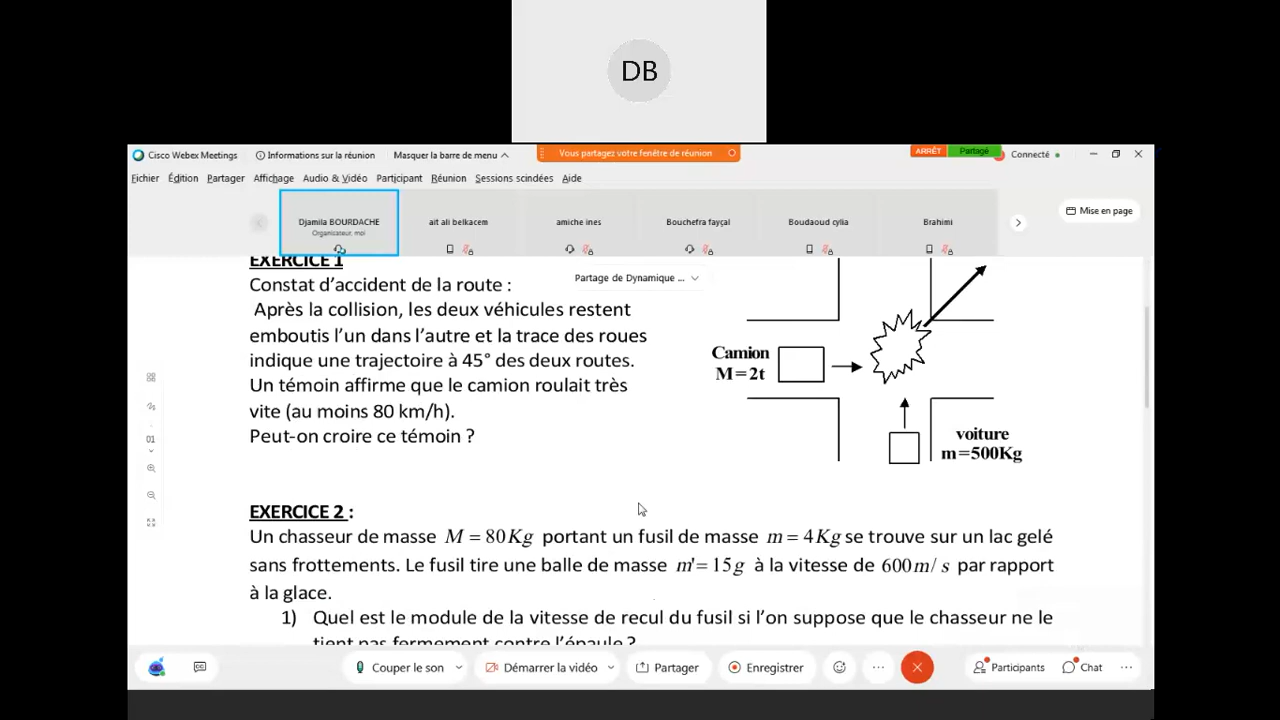 DB
Cisco Webex Meetings
Informations sur la réunion
Masquer la barre de menu
Vous partagez votre fenêtre de réunion
ARRÊT
Partagé
Connecté
Fichier Édition Partager Affichage Audio & Vidéo Participant Réunion Sessions scindées Aide
Djamila BOURDACHE
Organisateur, moi
ait ali belkacem
amiche ines
Bouchefra fayçal
Boudaoud cylia
Brahimi
Mise en page
Partage de Dynamique ...
EXERCICE 1
Constat d'accident de la route :
Après la collision, les deux véhicules restent
emboutis l'un dans l'autre et la trace des roues
indique une trajectoire à 45° des deux routes.
Un témoin affirme que le camion roulait très
vite (au moins 80 km/h).
Peut-on croire ce témoin ?
Camion
M=2t
voiture
m=500Kg
01
EXERCICE 2 :
Un chasseur de masse M = 80Kg portant un fusil de masse m = 4Kg se trouve sur un lac gelé
sans frottements. Le fusil tire une balle de masse m'= 15g à la vitesse de 600m/s par rapport
à la glace.
1) Quel est le module de la vitesse de recul du fusil si l'on suppose que le chasseur ne le
tient pas fermement contre l'épaule ?
CC
Couper le son
Démarrer la vidéo
Partager
Enregistrer
Participants
Chat